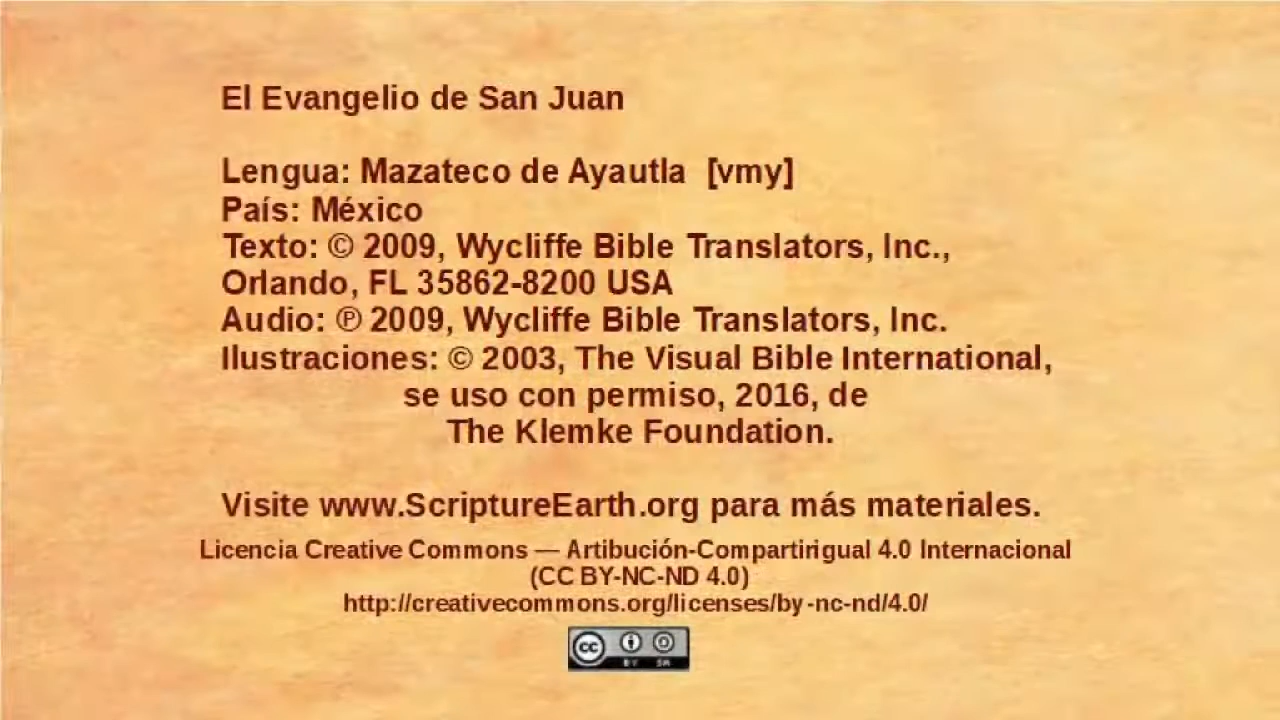 El Evangelio de San Juan
Lengua: Mazateco de Ayautla [vmy]
País: México
Texto: © 2009, Wycliffe Bible Translators, Inc.,
Orlando, FL 35862-8200 USA
Audio: ℗ 2009, Wycliffe Bible Translators, Inc.
Ilustraciones: © 2003, The Visual Bible International,
se uso con permiso, 2016, de
The Klemke Foundation.
Visite www.ScriptureEarth.org para más materiales.
Licencia Creative Commons — Artibución-Compartirigual 4.0 Internacional
(CC BY-NC-ND 4.0)
http://creativecommons.org/licenses/by-nc-nd/4.0/
cc BY SA